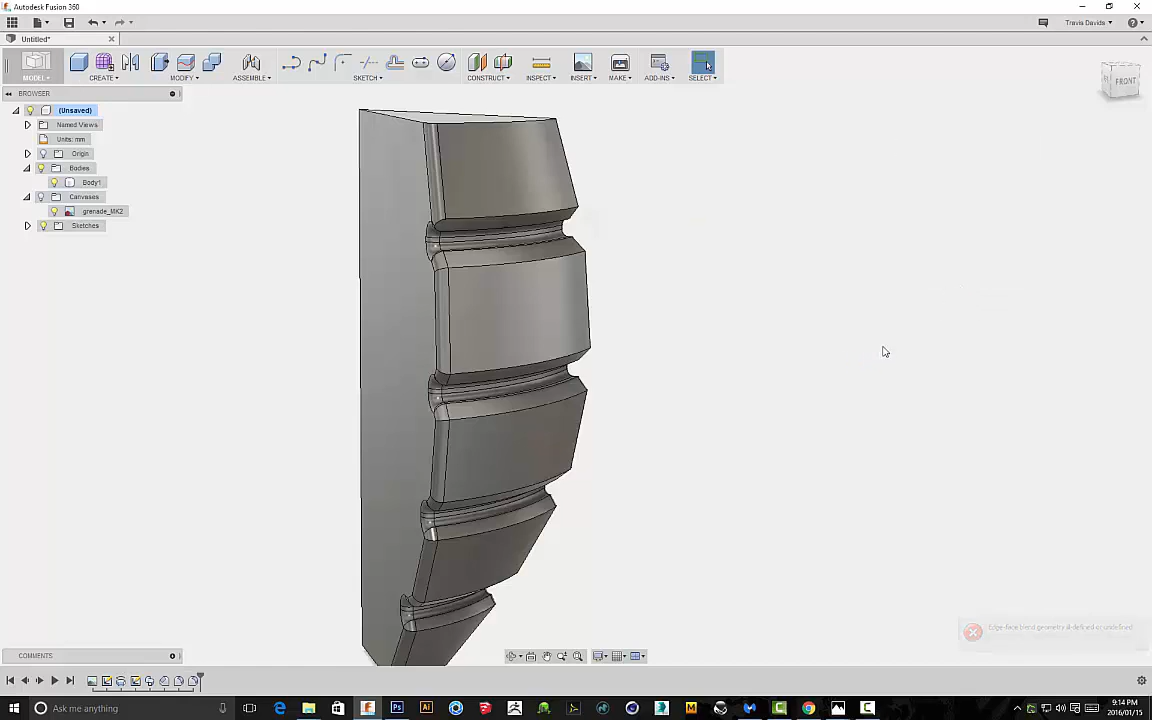 Autodesk Fusion 360
Travis Davids
Untitled*
MODEL
CREATE
MODIFY
ASSEMBLE
SKETCH
CONSTRUCT
INSPECT
INSERT
MAKE
ADD-INS
SELECT
BROWSER
FRONT
(Unsaved)
Named Views
Units: mm
Origin
Bodies
Body1
Canvases
grenade_MK2
Sketches
Edge-face blend geometry ill-defined or undefined
COMMENTS
Ask me anything
9:14 PM
2016/01/15